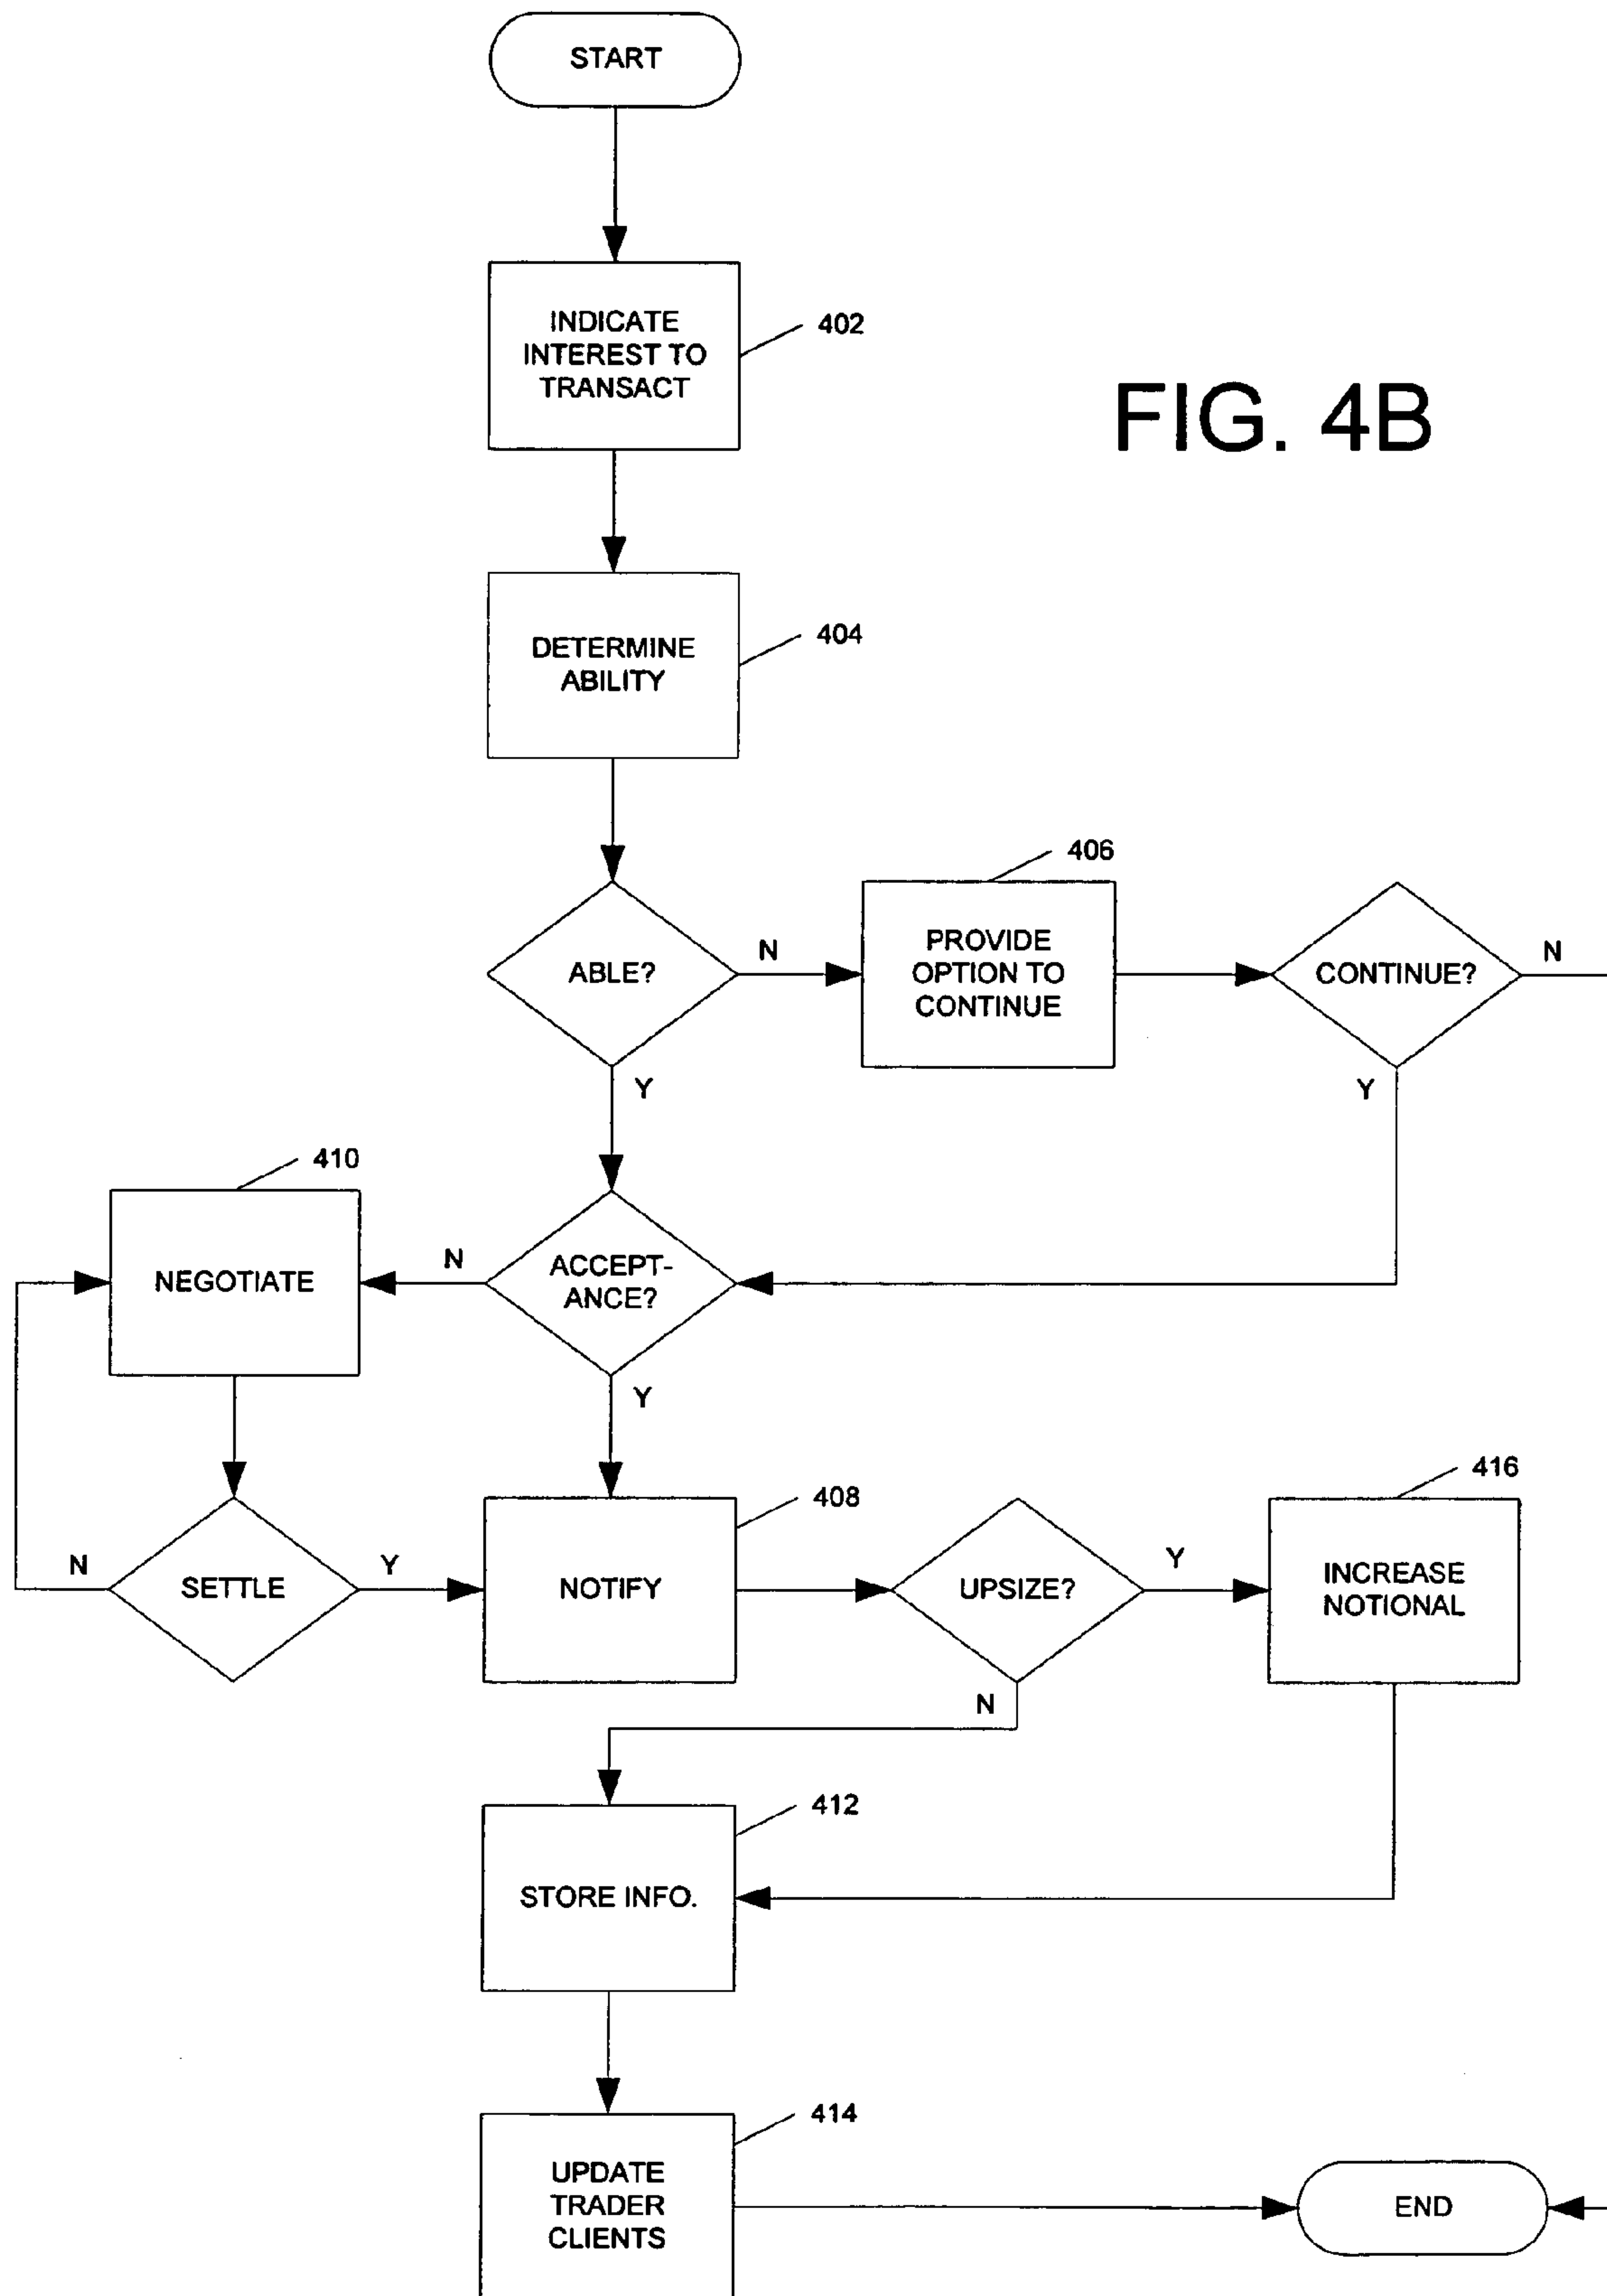 START
INDICATE
INTEREST TO
TRANSACT
402
FIG. 4B
DETERMINE
ABILITY
404
406
ABLE?
N
PROVIDE
OPTION TO
CONTINUE
CONTINUE?
N
Y
Y
410
NEGOTIATE
N
ACCEPT-
ANCE?
Y
416
408
N
SETTLE
Y
NOTIFY
UPSIZE?
Y
INCREASE
NOTIONAL
N
412
STORE INFO.
414
UPDATE
TRADER
CLIENTS
END